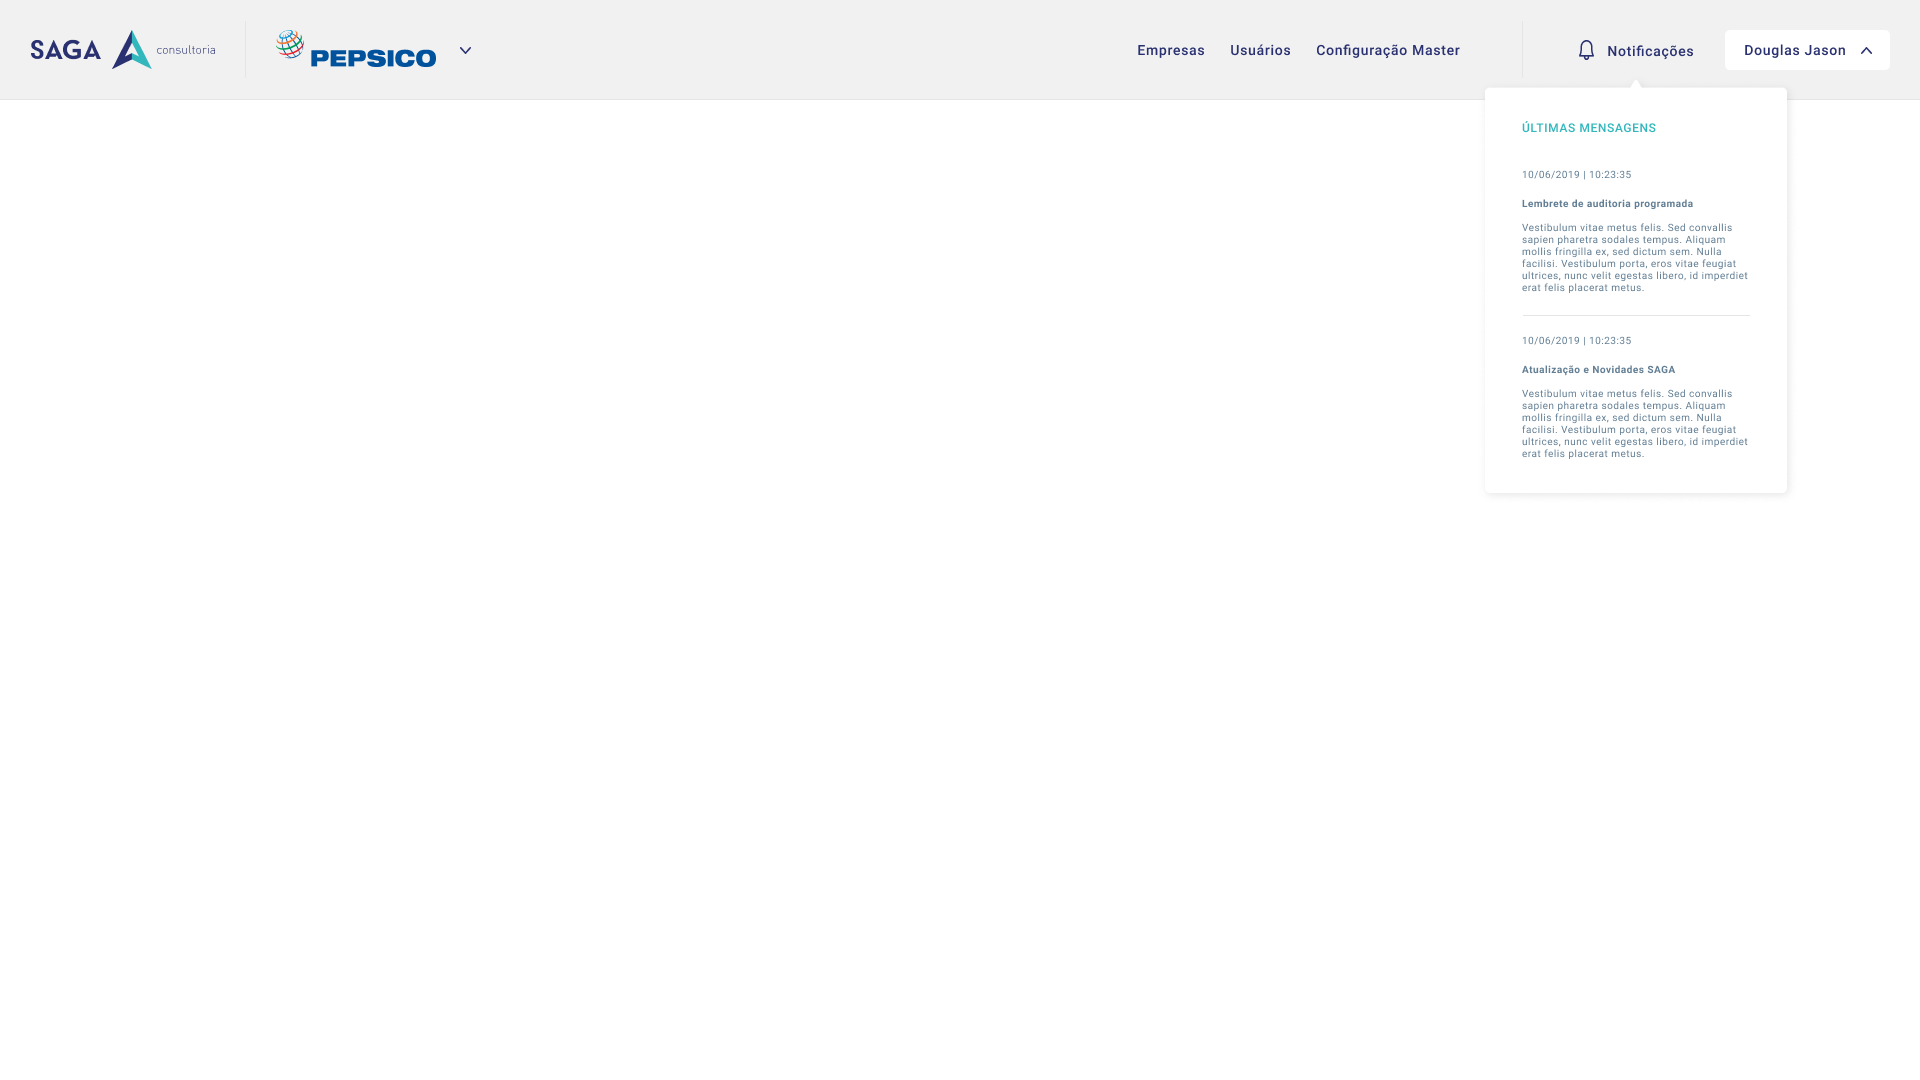 SAGA consultoria
PEPSICO
Empresas
Usuários
Configuração Master
Notificações
Douglas Jason
ÚLTIMAS MENSAGENS
10/06/2019 | 10:23:35
Lembrete de auditoria programada
Vestibulum vitae metus felis. Sed convallis
sapien pharetra sodales tempus. Aliquam
mollis fringilla ex, sed dictum sem. Nulla
facilisi. Vestibulum porta, eros vitae feugiat
ultrices, nunc velit egestas libero, id imperdiet
erat felis placerat metus.
10/06/2019 | 10:23:35
Atualização e Novidades SAGA
Vestibulum vitae metus felis. Sed convallis
sapien pharetra sodales tempus. Aliquam
mollis fringilla ex, sed dictum sem. Nulla
facilisi. Vestibulum porta, eros vitae feugiat
ultrices, nunc velit egestas libero, id imperdiet
erat felis placerat metus.